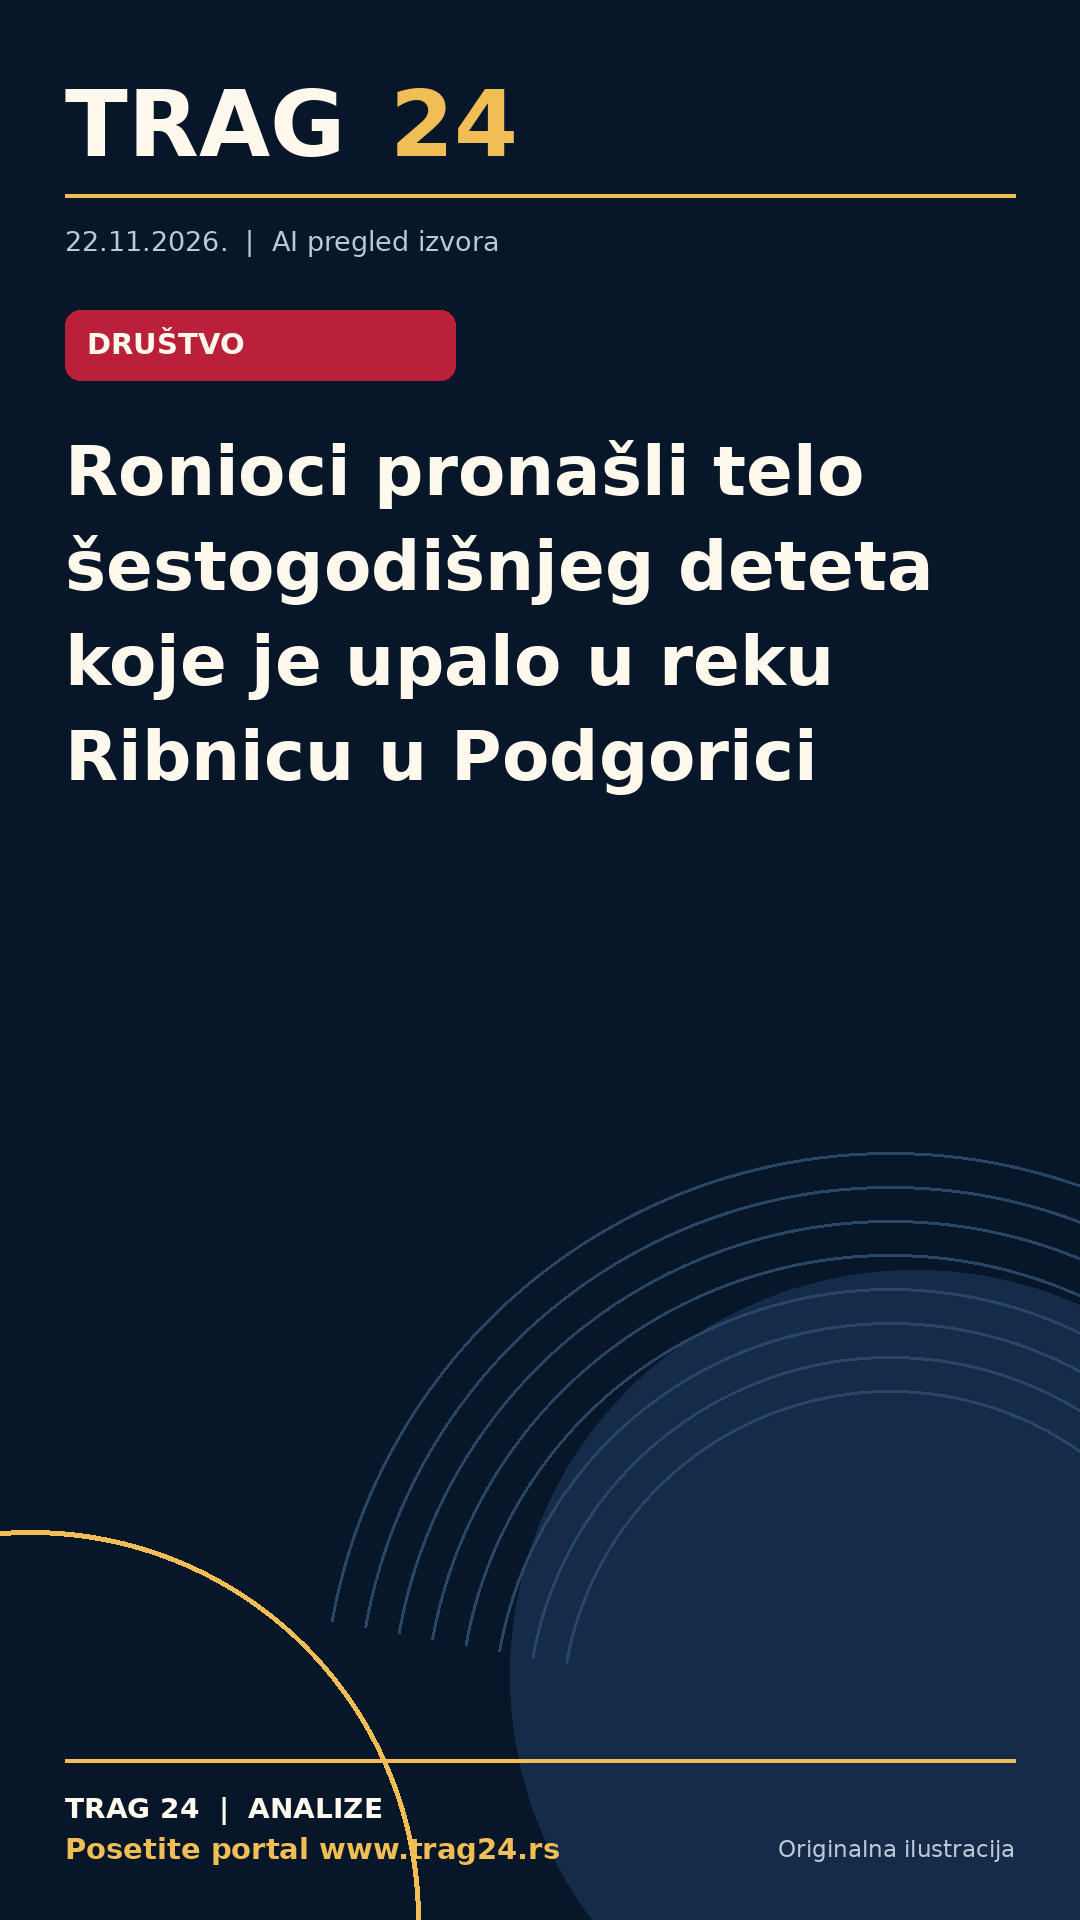 TRAG 24
22.11.2026. | AI pregled izvora
DRUŠTVO
Ronioci pronašli telo
šestogodišnjeg deteta
koje je upalo u reku
Ribnicu u Podgorici
TRAG 24 | ANALIZE
Posetite portal www.trag24.rs
Originalna ilustracija